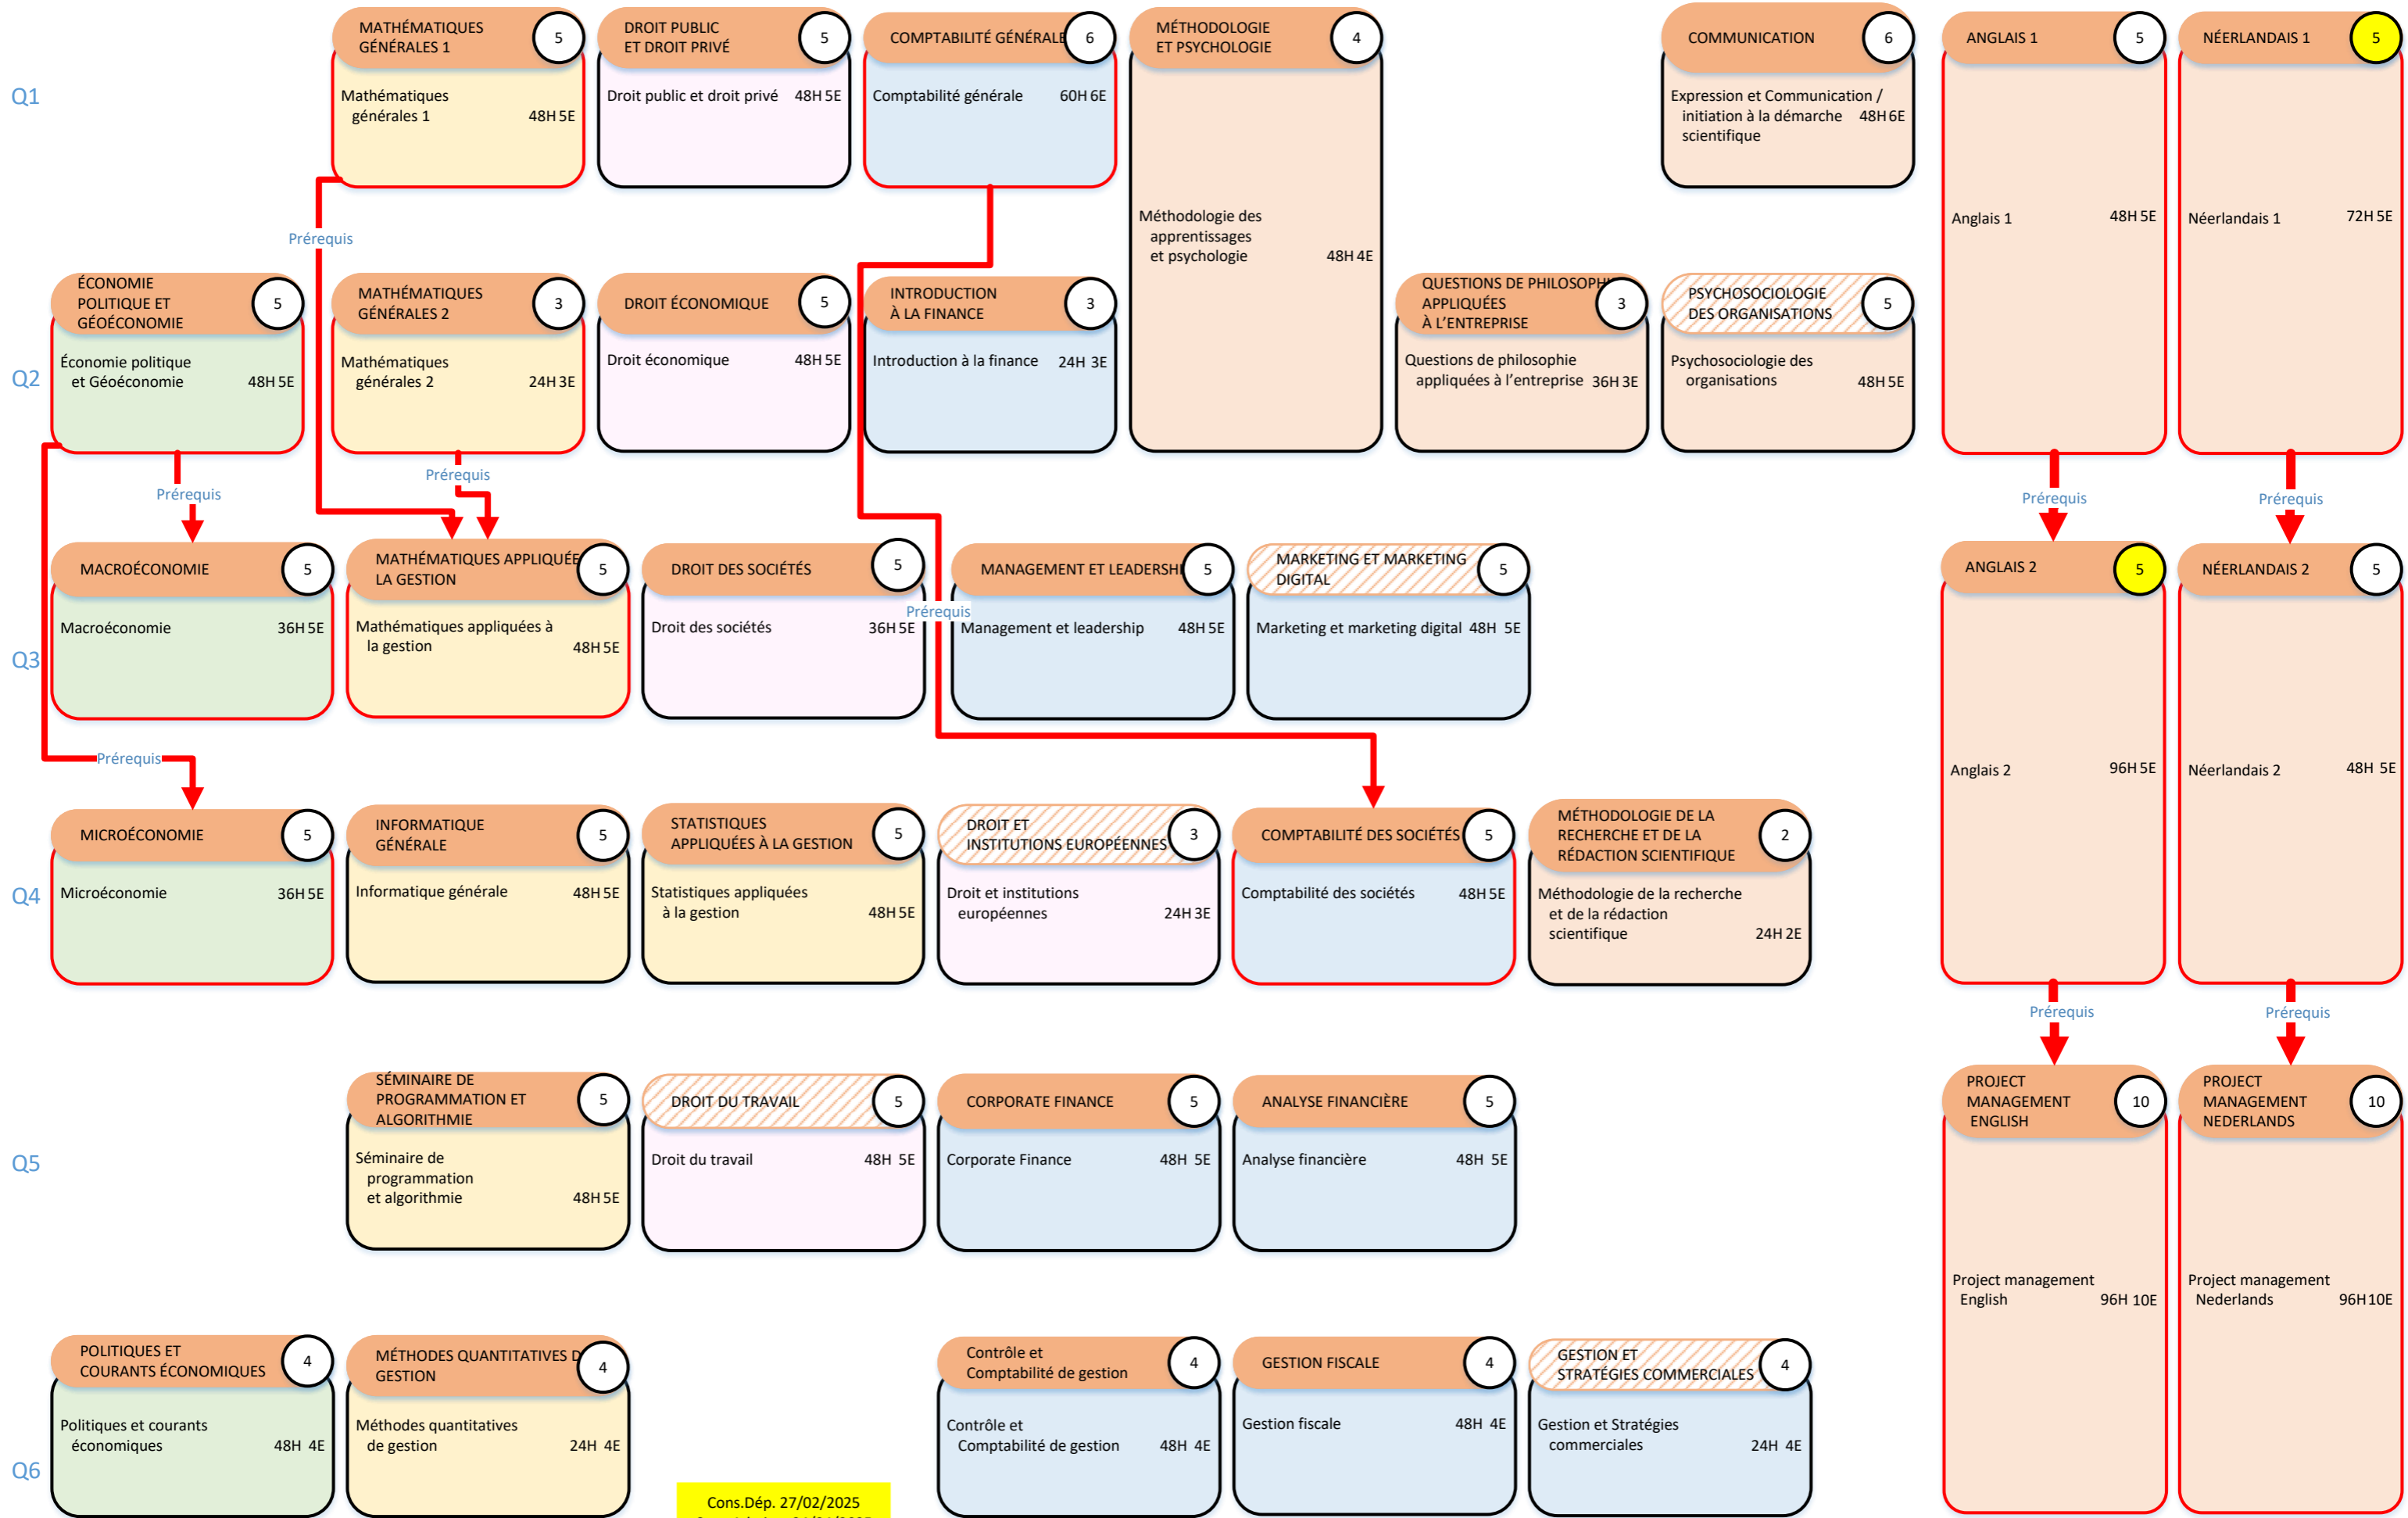 MATHÉMATIQUES
GÉNÉRALES 1
5
DROIT PUBLIC
ET DROIT PRIVÉ
5
COMPTABILITÉ GÉNÉRALE
6
MÉTHODOLOGIE
ET PSYCHOLOGIE
4
COMMUNICATION
6
ANGLAIS 1
5
NÉERLANDAIS 1
5
Q1
Mathématiques
générales 1 48H 5E
Droit public et droit privé 48H 5E
Comptabilité générale 60H 6E
Méthodologie des
apprentissages
et psychologie 48H 4E
Expression et Communication /
initiation à la démarche 48H 6E
scientifique
Anglais 1 48H 5E
Néerlandais 1 72H 5E
Prérequis
ÉCONOMIE
POLITIQUE ET
GÉOÉCONOMIE
5
MATHÉMATIQUES
GÉNÉRALES 2
3
DROIT ÉCONOMIQUE
5
INTRODUCTION
À LA FINANCE
3
QUESTIONS DE PHILOSOPH
APPLIQUÉES
À L’ENTREPRISE
3
PSYCHOSOCIOLOGIE
DES ORGANISATIONS
5
Q2
Économie politique
et Géoéconomie 48H 5E
Mathématiques
générales 2 24H 3E
Droit économique 48H 5E
Introduction à la finance 24H 3E
Questions de philosophie
appliquées à l’entreprise 36H 3E
Psychosociologie des
organisations 48H 5E
Prérequis
Prérequis
Prérequis
Prérequis
MACROÉCONOMIE
5
MATHÉMATIQUES APPLIQUÉE
LA GESTION
5
DROIT DES SOCIÉTÉS
5
MANAGEMENT ET LEADERSHI
5
MARKETING ET MARKETING
DIGITAL
5
ANGLAIS 2
5
NÉERLANDAIS 2
5
Prérequis
Q3
Macroéconomie 36H 5E
Mathématiques appliquées à
la gestion 48H 5E
Droit des sociétés 36H 5E
Management et leadership 48H 5E
Marketing et marketing digital 48H 5E
Anglais 2 96H 5E
Néerlandais 2 48H 5E
Prérequis
MICROÉCONOMIE
5
INFORMATIQUE
GÉNÉRALE
5
STATISTIQUES
APPLIQUÉES À LA GESTION
5
DROIT ET
INSTITUTIONS EUROPÉENNES
3
COMPTABILITÉ DES SOCIÉTÉS
5
MÉTHODOLOGIE DE LA
RECHERCHE ET DE LA
RÉDACTION SCIENTIFIQUE
2
Q4
Microéconomie 36H 5E
Informatique générale 48H 5E
Statistiques appliquées
à la gestion 48H 5E
Droit et institutions
européennes 24H 3E
Comptabilité des sociétés 48H 5E
Méthodologie de la recherche
et de la rédaction
scientifique 24H 2E
Prérequis
Prérequis
SÉMINAIRE DE
PROGRAMMATION ET
ALGORITHMIE
5
DROIT DU TRAVAIL
5
CORPORATE FINANCE
5
ANALYSE FINANCIÈRE
5
PROJECT
MANAGEMENT
ENGLISH
10
PROJECT
MANAGEMENT
NEDERLANDS
10
Q5
Séminaire de
programmation
et algorithmie 48H 5E
Droit du travail 48H 5E
Corporate Finance 48H 5E
Analyse financière 48H 5E
Project management
English 96H 10E
Project management
Nederlands 96H 10E
POLITIQUES ET
COURANTS ÉCONOMIQUES
4
MÉTHODES QUANTITATIVES D
GESTION
4
Contrôle et
Comptabilité de gestion
4
GESTION FISCALE
4
GESTION ET
STRATÉGIES COMMERCIALES
4
Q6
Politiques et courants
économiques 48H 4E
Méthodes quantitatives
de gestion 24H 4E
Contrôle et
Comptabilité de gestion 48H 4E
Gestion fiscale 48H 4E
Gestion et Stratégies
commerciales 24H 4E
Cons.Dép. 27/02/2025